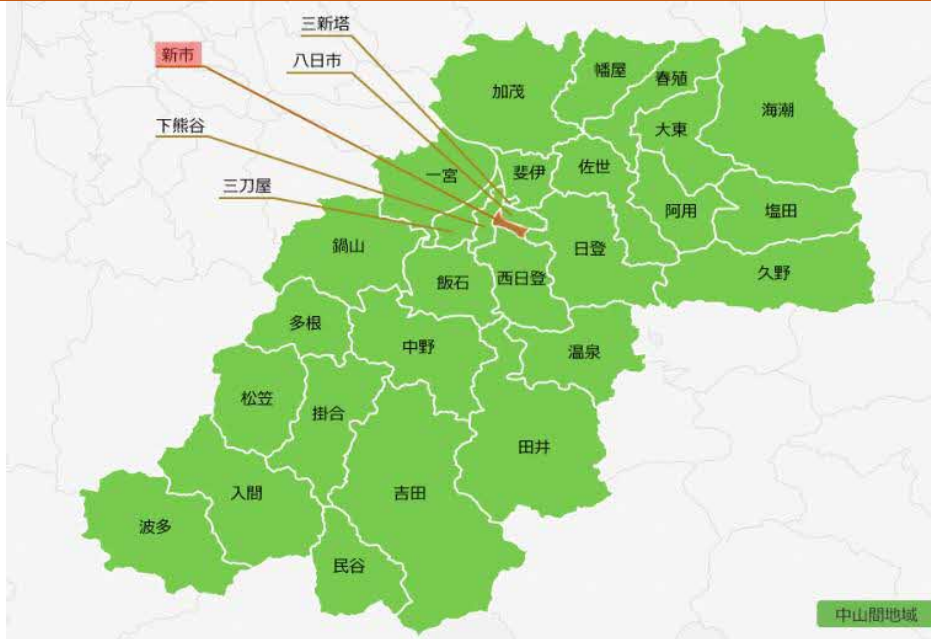 三新塔
新市
八日市
幡屋
春殖
加茂
海潮
大東
下熊谷
一宮
斐伊
佐世
三刀屋
阿用
塩田
鍋山
日登
久野
飯石
西日登
多根
中野
温泉
松笠
掛合
田井
入間
吉田
波多
民谷
中山間地域